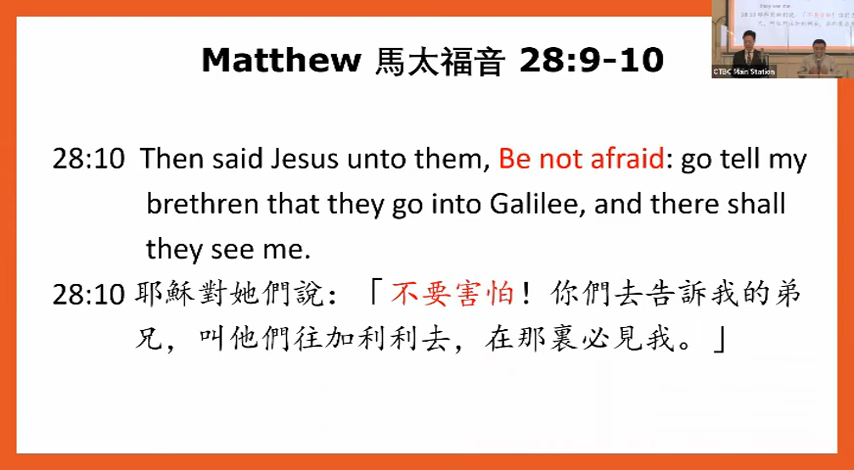 Matthew 馬太福音 28:9-10
they see me.
CTBC Main Station
28:10 Then said Jesus unto them, Be not afraid: go tell my
brethren that they go into Galilee, and there shall
they see me.
28:10 耶穌對她們說：「不要害怕！你們去告訴我的弟
兄，叫他們往加利利去，在那裏必見我。」